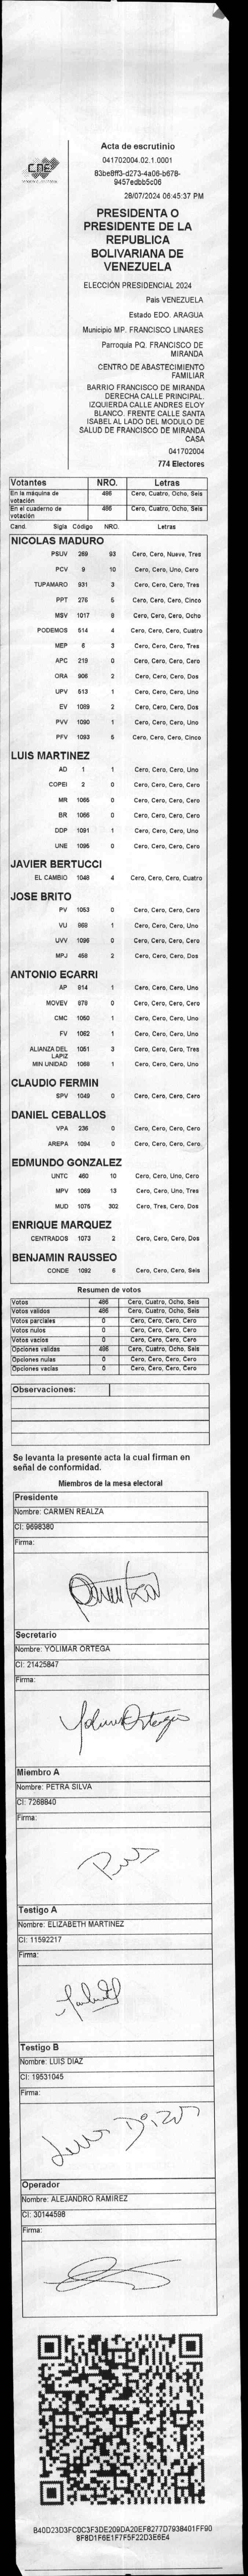 CNE
Acta de escrutinio
041702004.02.1.0001
83be8ff3-d273-4a06-b678-
9457edbb5c06
28/07/2024 06:45:37 PM
PRESIDENTA O
PRESIDENTE DE LA
REPUBLICA
BOLIVARIANA DE
VENEZUELA
ELECCIÓN PRESIDENCIAL 2024
Pais VENEZUELA
Estado EDO. ARAGUA
Municipio MP. FRANCISCO LINARES
Parroquia PQ. FRANCISCO DE
MIRANDA
CENTRO DE ABASTECIMIENTO
FAMILIAR
BARRIO FRANCISCO DE MIRANDA
DERECHA CALLE PRINCIPAL.
IZQUIERDA CALLE ANDRES ELOY
BLANCO. FRENTE CALLE SANTA
ISABEL AL LADO DEL MODULO DE
SALUD DE FRANCISCO DE MIRANDA
CASA
041702004
774 Electores
Votantes NRO. Letras
En la máquina de votación 486 Cero, Cuatro, Ocho, Seis
En el cuaderno de votación 486 Cero, Cuatro, Ocho, Seis
Cand. Sigla Código NRO. Letras
NICOLAS MADURO
PSUV 269 93 Cero, Cero, Nueve, Tres
PCV 9 10 Cero, Cero, Uno, Cero
TUPAMARO 931 3 Cero, Cero, Cero, Tres
PPT 276 5 Cero, Cero, Cero, Cinco
MSV 1017 8 Cero, Cero, Cero, Ocho
PODEMOS 514 4 Cero, Cero, Cero, Cuatro
MEP 6 3 Cero, Cero, Cero, Tres
APC 219 0 Cero, Cero, Cero, Cero
ORA 906 2 Cero, Cero, Cero, Dos
UPV 513 1 Cero, Cero, Cero, Uno
EV 1089 2 Cero, Cero, Cero, Dos
PVV 1090 1 Cero, Cero, Cero, Uno
PFV 1093 5 Cero, Cero, Cero, Cinco
LUIS MARTINEZ
AD 1 1 Cero, Cero, Cero, Uno
COPEI 2 0 Cero, Cero, Cero, Cero
MR 1065 0 Cero, Cero, Cero, Cero
BR 1066 0 Cero, Cero, Cero, Cero
DDP 1091 1 Cero, Cero, Cero, Uno
UNE 1095 0 Cero, Cero, Cero, Cero
JAVIER BERTUCCI
EL CAMBIO 1048 4 Cero, Cero, Cero, Cuatro
JOSE BRITO
PV 1053 0 Cero, Cero, Cero, Cero
VU 868 1 Cero, Cero, Cero, Uno
UVV 1096 0 Cero, Cero, Cero, Cero
MPJ 458 2 Cero, Cero, Cero, Dos
ANTONIO ECARRI
AP 814 1 Cero, Cero, Cero, Uno
MOVEV 979 0 Cero, Cero, Cero, Cero
CMC 1050 1 Cero, Cero, Cero, Uno
FV 1062 1 Cero, Cero, Cero, Uno
ALIANZA DEL LAPIZ 1051 3 Cero, Cero, Cero, Tres
MIN UNIDAD 1068 1 Cero, Cero, Cero, Uno
CLAUDIO FERMIN
SPV 1049 0 Cero, Cero, Cero, Cero
DANIEL CEBALLOS
VPA 236 0 Cero, Cero, Cero, Cero
AREPA 1094 0 Cero, Cero, Cero, Cero
EDMUNDO GONZALEZ
UNTC 460 10 Cero, Cero, Uno, Cero
MPV 1069 13 Cero, Cero, Uno, Tres
MUD 1075 302 Cero, Tres, Cero, Dos
ENRIQUE MARQUEZ
CENTRADOS 1073 2 Cero, Cero, Cero, Dos
BENJAMIN RAUSSEO
CONDE 1092 6 Cero, Cero, Cero, Seis
Resumen de votos
Votos 486 Cero, Cuatro, Ocho, Seis
Votos validos 486 Cero, Cuatro, Ocho, Seis
Votos parciales 0 Cero, Cero, Cero, Cero
Votos nulos 0 Cero, Cero, Cero, Cero
Votos vacios 0 Cero, Cero, Cero, Cero
Opciones validas 486 Cero, Cuatro, Ocho, Seis
Opciones nulas 0 Cero, Cero, Cero, Cero
Opciones vacias 0 Cero, Cero, Cero, Cero
Observaciones:
Se levanta la presente acta la cual firman en
señal de conformidad.
Miembros de la mesa electoral
Presidente
Nombre: CARMEN REALZA
CI: 9698380
Firma:
Secretario
Nombre: YOLIMAR ORTEGA
CI: 21425847
Firma:
Yolimar Ortega
Miembro A
Nombre: PETRA SILVA
CI: 7268840
Firma:
Testigo A
Nombre: ELIZABETH MARTINEZ
CI: 11592217
Firma:
Testigo B
Nombre: LUIS DIAZ
CI: 19531045
Firma:
Luis Diaz
Operador
Nombre: ALEJANDRO RAMIREZ
CI: 30144598
Firma:
B40D23D3FC0C3F3DE209DA20EF8277D7938401FF90
8F8D1F6E1F7F5F22D3E6E4